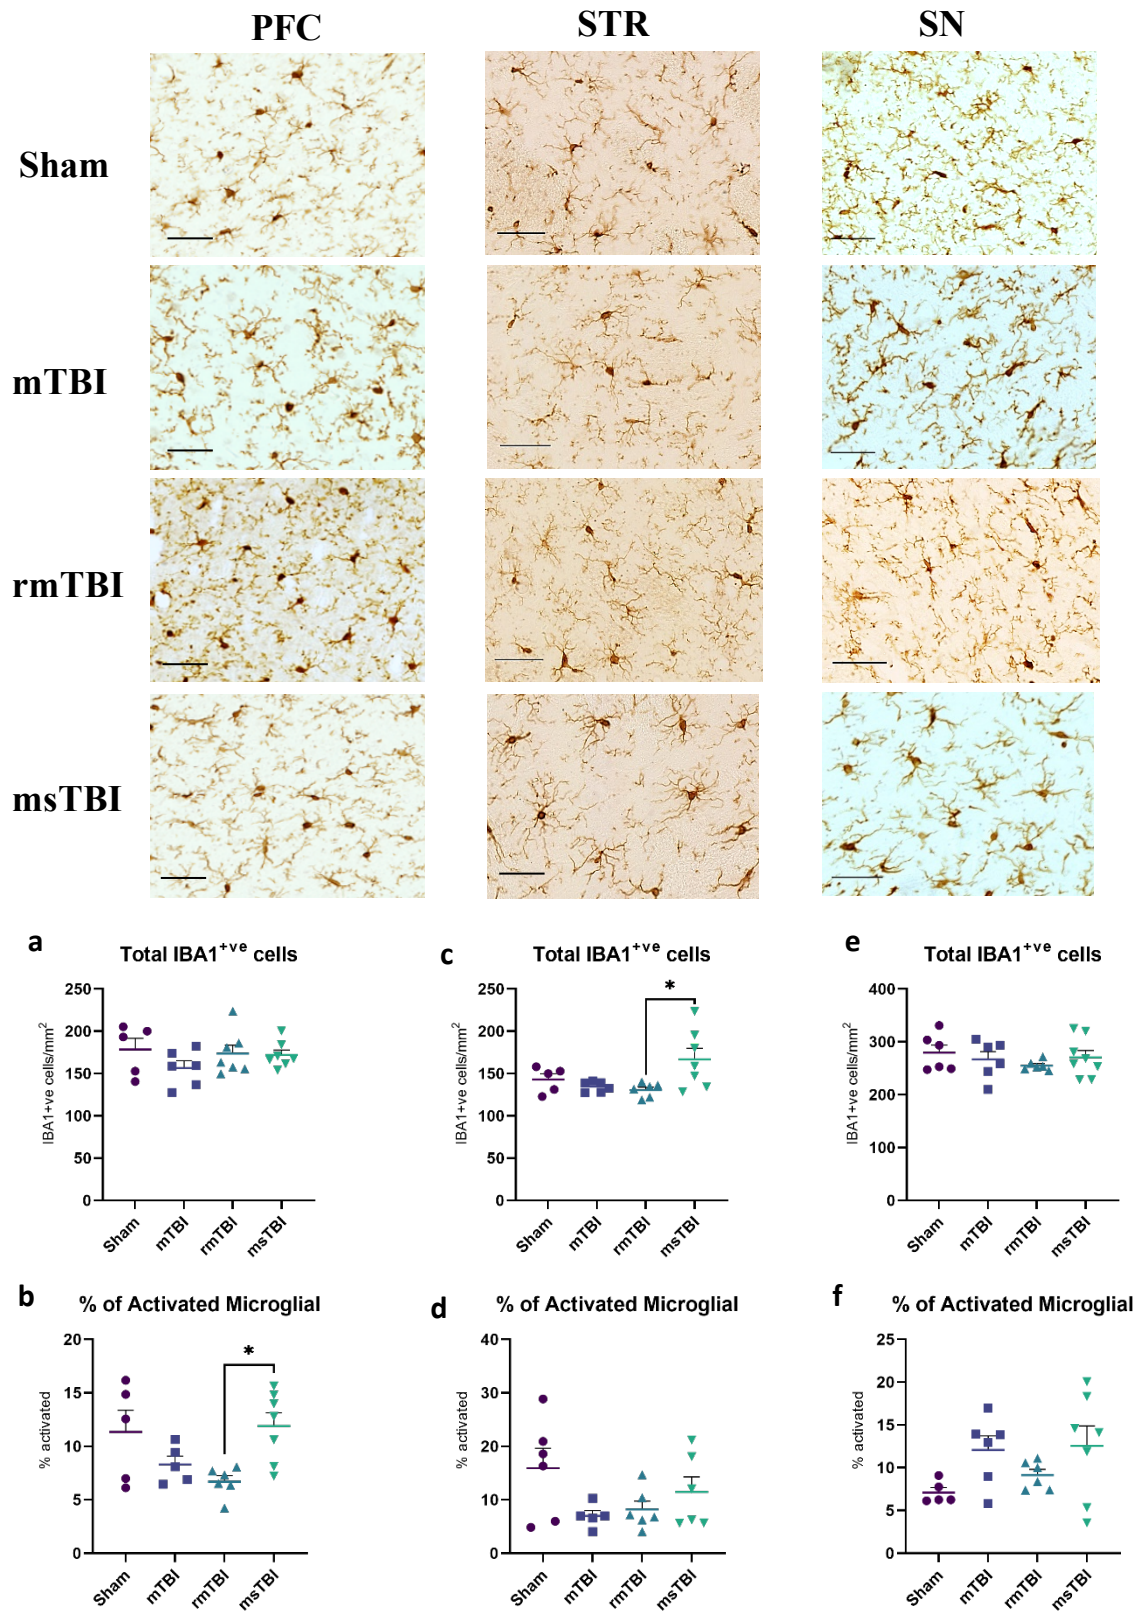 PFC STR SN
Sham
mTBI
rmTBI
msTBI
a c e
Total IBA1+ve cells Total IBA1+ve cells Total IBA1+ve cells
IBA1+ve cells/mm2
250
200
150
100
50
0
Sham mTBI rmTBI msTBI
IBA1+ve cells/mm2
250
200
150
100
50
0
*
Sham mTBI rmTBI msTBI
IBA1+ve cells/mm2
400
300
200
100
0
Sham mTBI rmTBI msTBI
b d f
% of Activated Microglial % of Activated Microglial % of Activated Microglial
% activated
20
15
10
5
0
*
Sham mTBI rmTBI msTBI
% activated
40
30
20
10
0
Sham mTBI rmTBI msTBI
% activated
25
20
15
10
5
0
Sham mTBI rmTBI msTBI